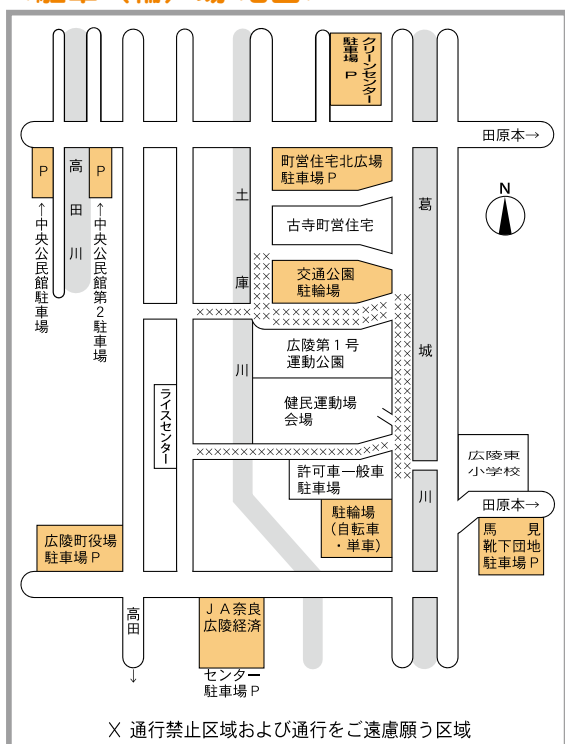 クリーンセンター
駐車場 P
田原本→
P
高田川
P
町営住宅北広場
駐車場P
N
土庫川
葛城川
↑中央公民館駐車場
↑中央公民館第2駐車場
古寺町営住宅
交通公園
駐輪場
広陵第1号
運動公園
ライスセンター
健民運動場
会場
広陵東
小学校
許可車一般車
駐車場
田原本→
駐輪場
(自転車
・単車)
馬見
靴下団地
駐車場P
広陵町役場
駐車場P
高田↓
JA奈良
広陵経済
センター
駐車場P
X 通行禁止区域および通行をご遠慮願う区域